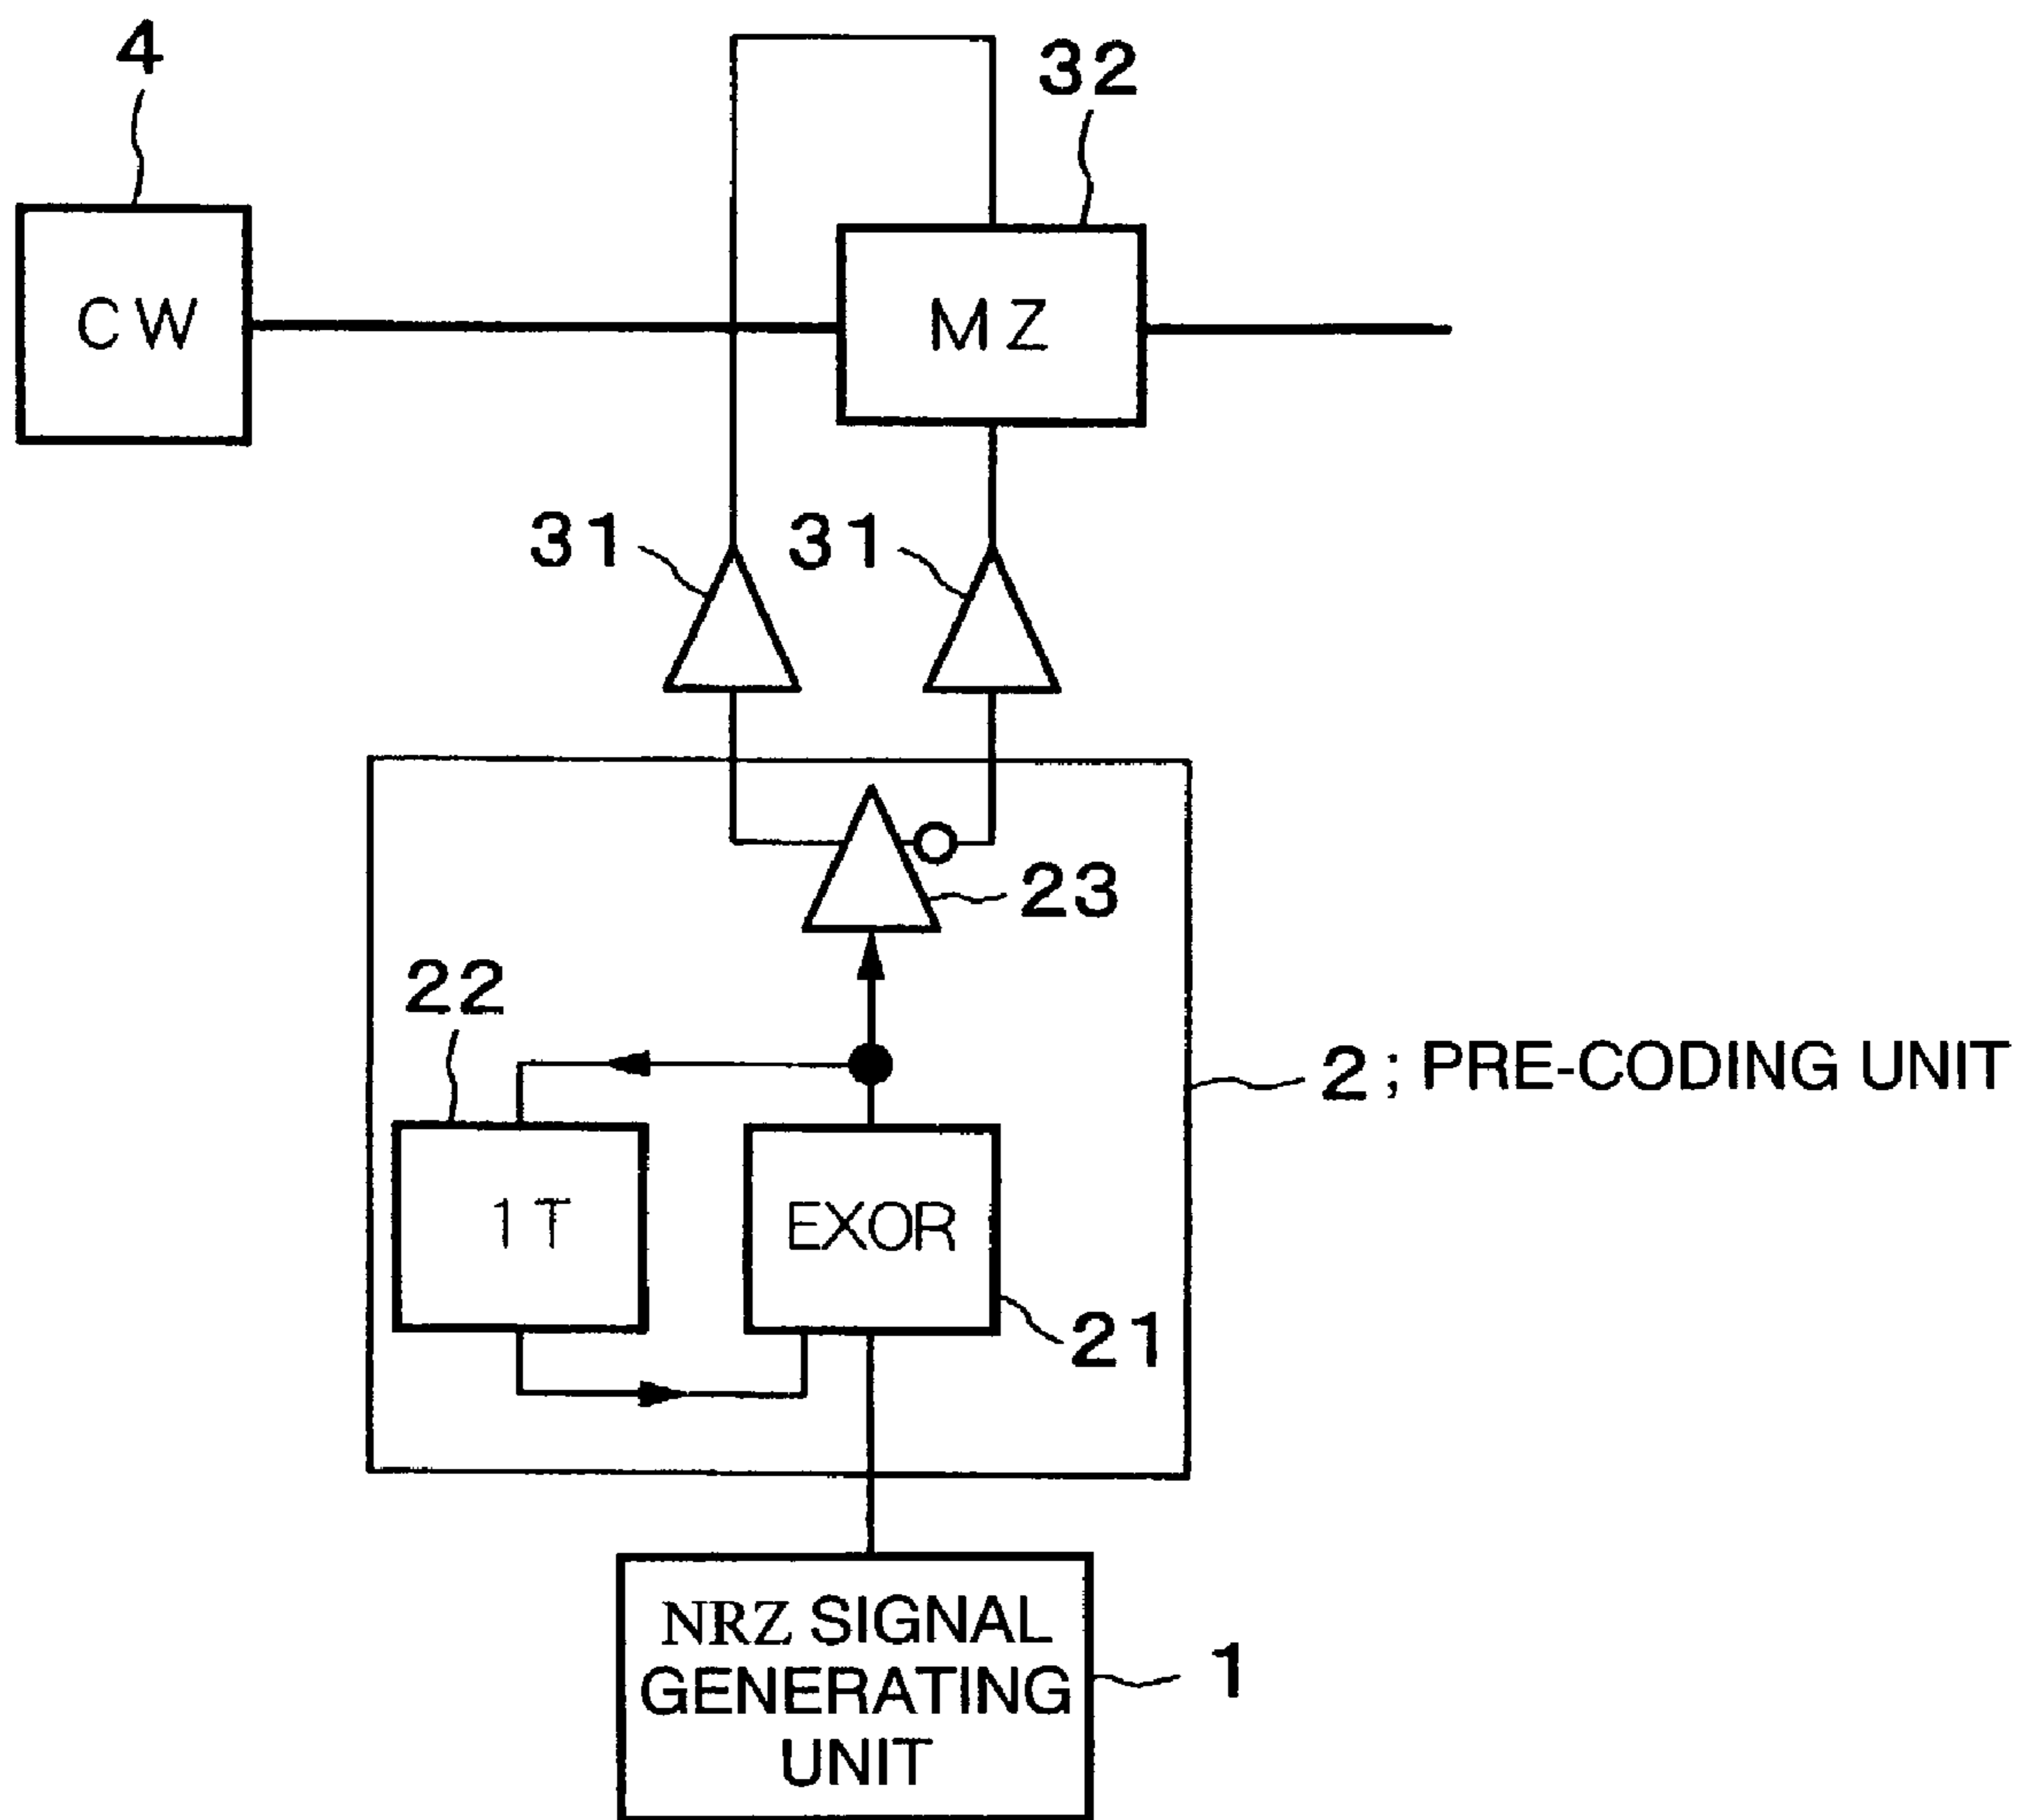 4
32
CW
MZ
31
31
23
22
2 ; PRE-CODING UNIT
1T
EXOR
21
NRZ SIGNAL
GENERATING
UNIT
1